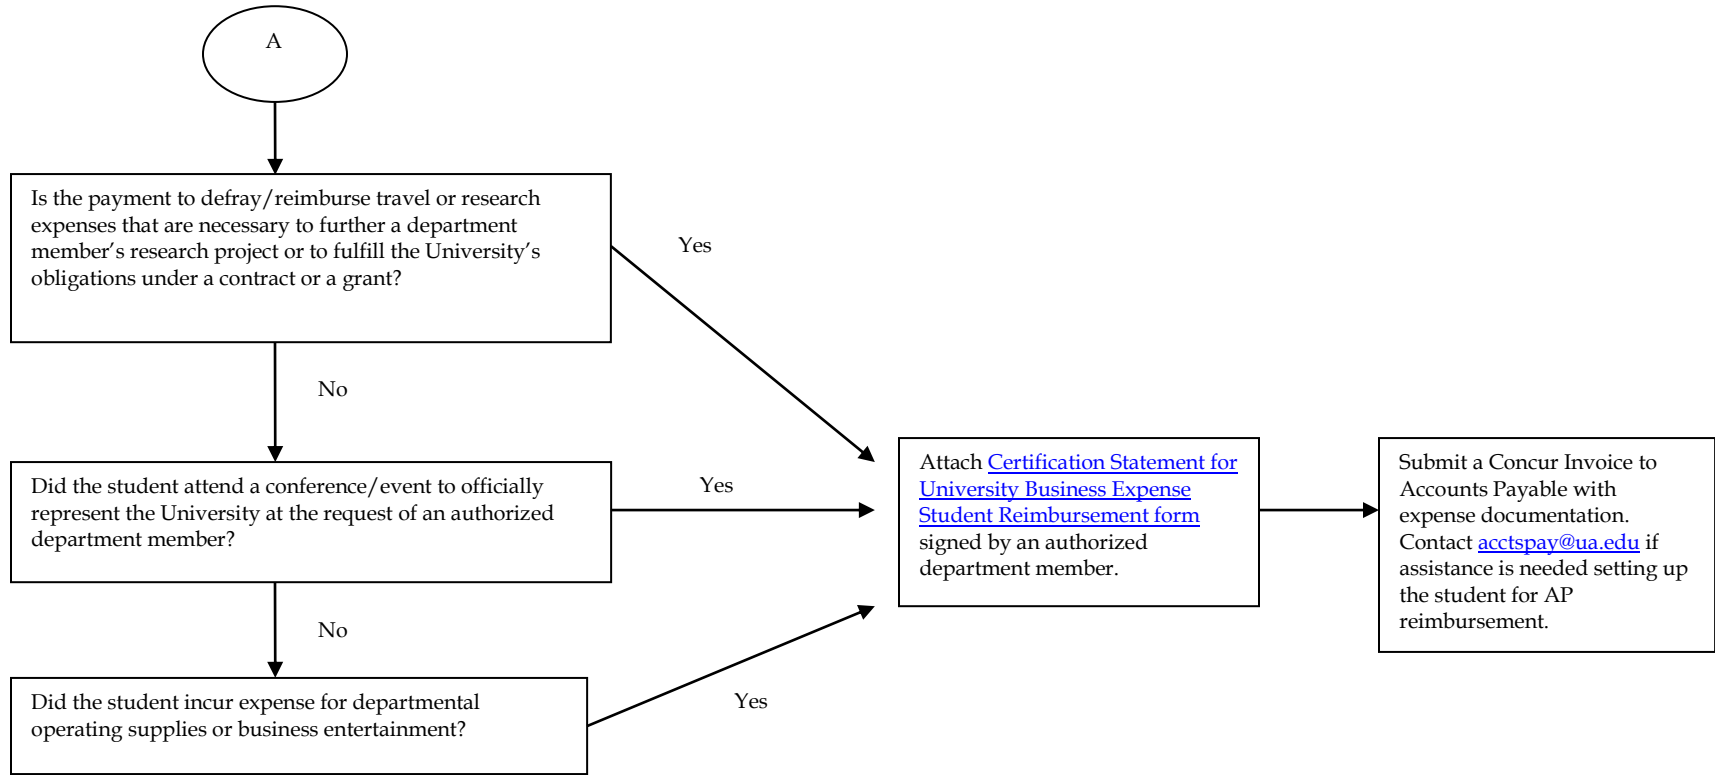 A
Is the payment to defray/reimburse travel or research
expenses that are necessary to further a department
member’s research project or to fulfill the University’s
obligations under a contract or a grant?
Yes
No
Did the student attend a conference/event to officially
represent the University at the request of an authorized
department member?
Yes
No
Did the student incur expense for departmental
operating supplies or business entertainment?
Yes
Attach Certification Statement for
University Business Expense
Student Reimbursement form
signed by an authorized
department member.
Submit a Concur Invoice to
Accounts Payable with
expense documentation.
Contact acctspay@ua.edu if
assistance is needed setting up
the student for AP
reimbursement.